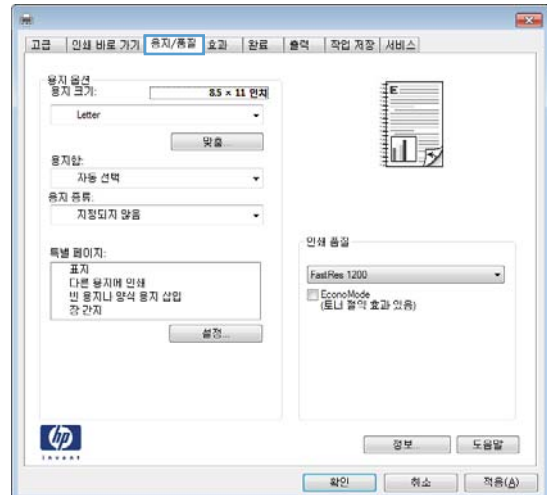 고급
인쇄 바로 가기
용지/품질
효과
완료
출력
작업 저장
서비스
용지 옵션
용지 크기:
8.5 × 11 인치
Letter
맞춤...
용지함:
자동 선택
용지 종류:
지정되지 않음
특별 페이지:
표지
다른 용지에 인쇄
빈 용지나 양식 용지 삽입
장 간지
설정...
E
인쇄 품질
FastRes 1200
EconoMode
(토너 절약 효과 있음)
hp
invent
정보...
도움말
확인
취소
적용(A)